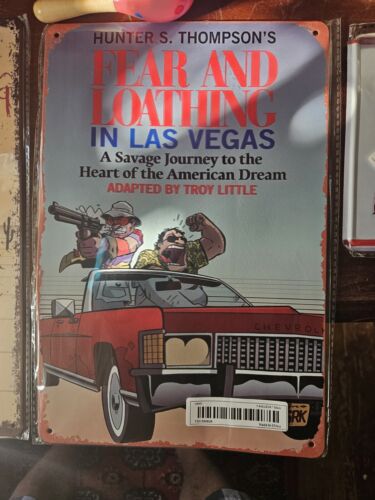 HUNTER S. THOMPSON'S
FEAR AND
LOATHING
IN LAS VEGAS
A Savage Journey to the
Heart of the American Dream
ADAPTED BY TROY LITTLE
CHEVROL